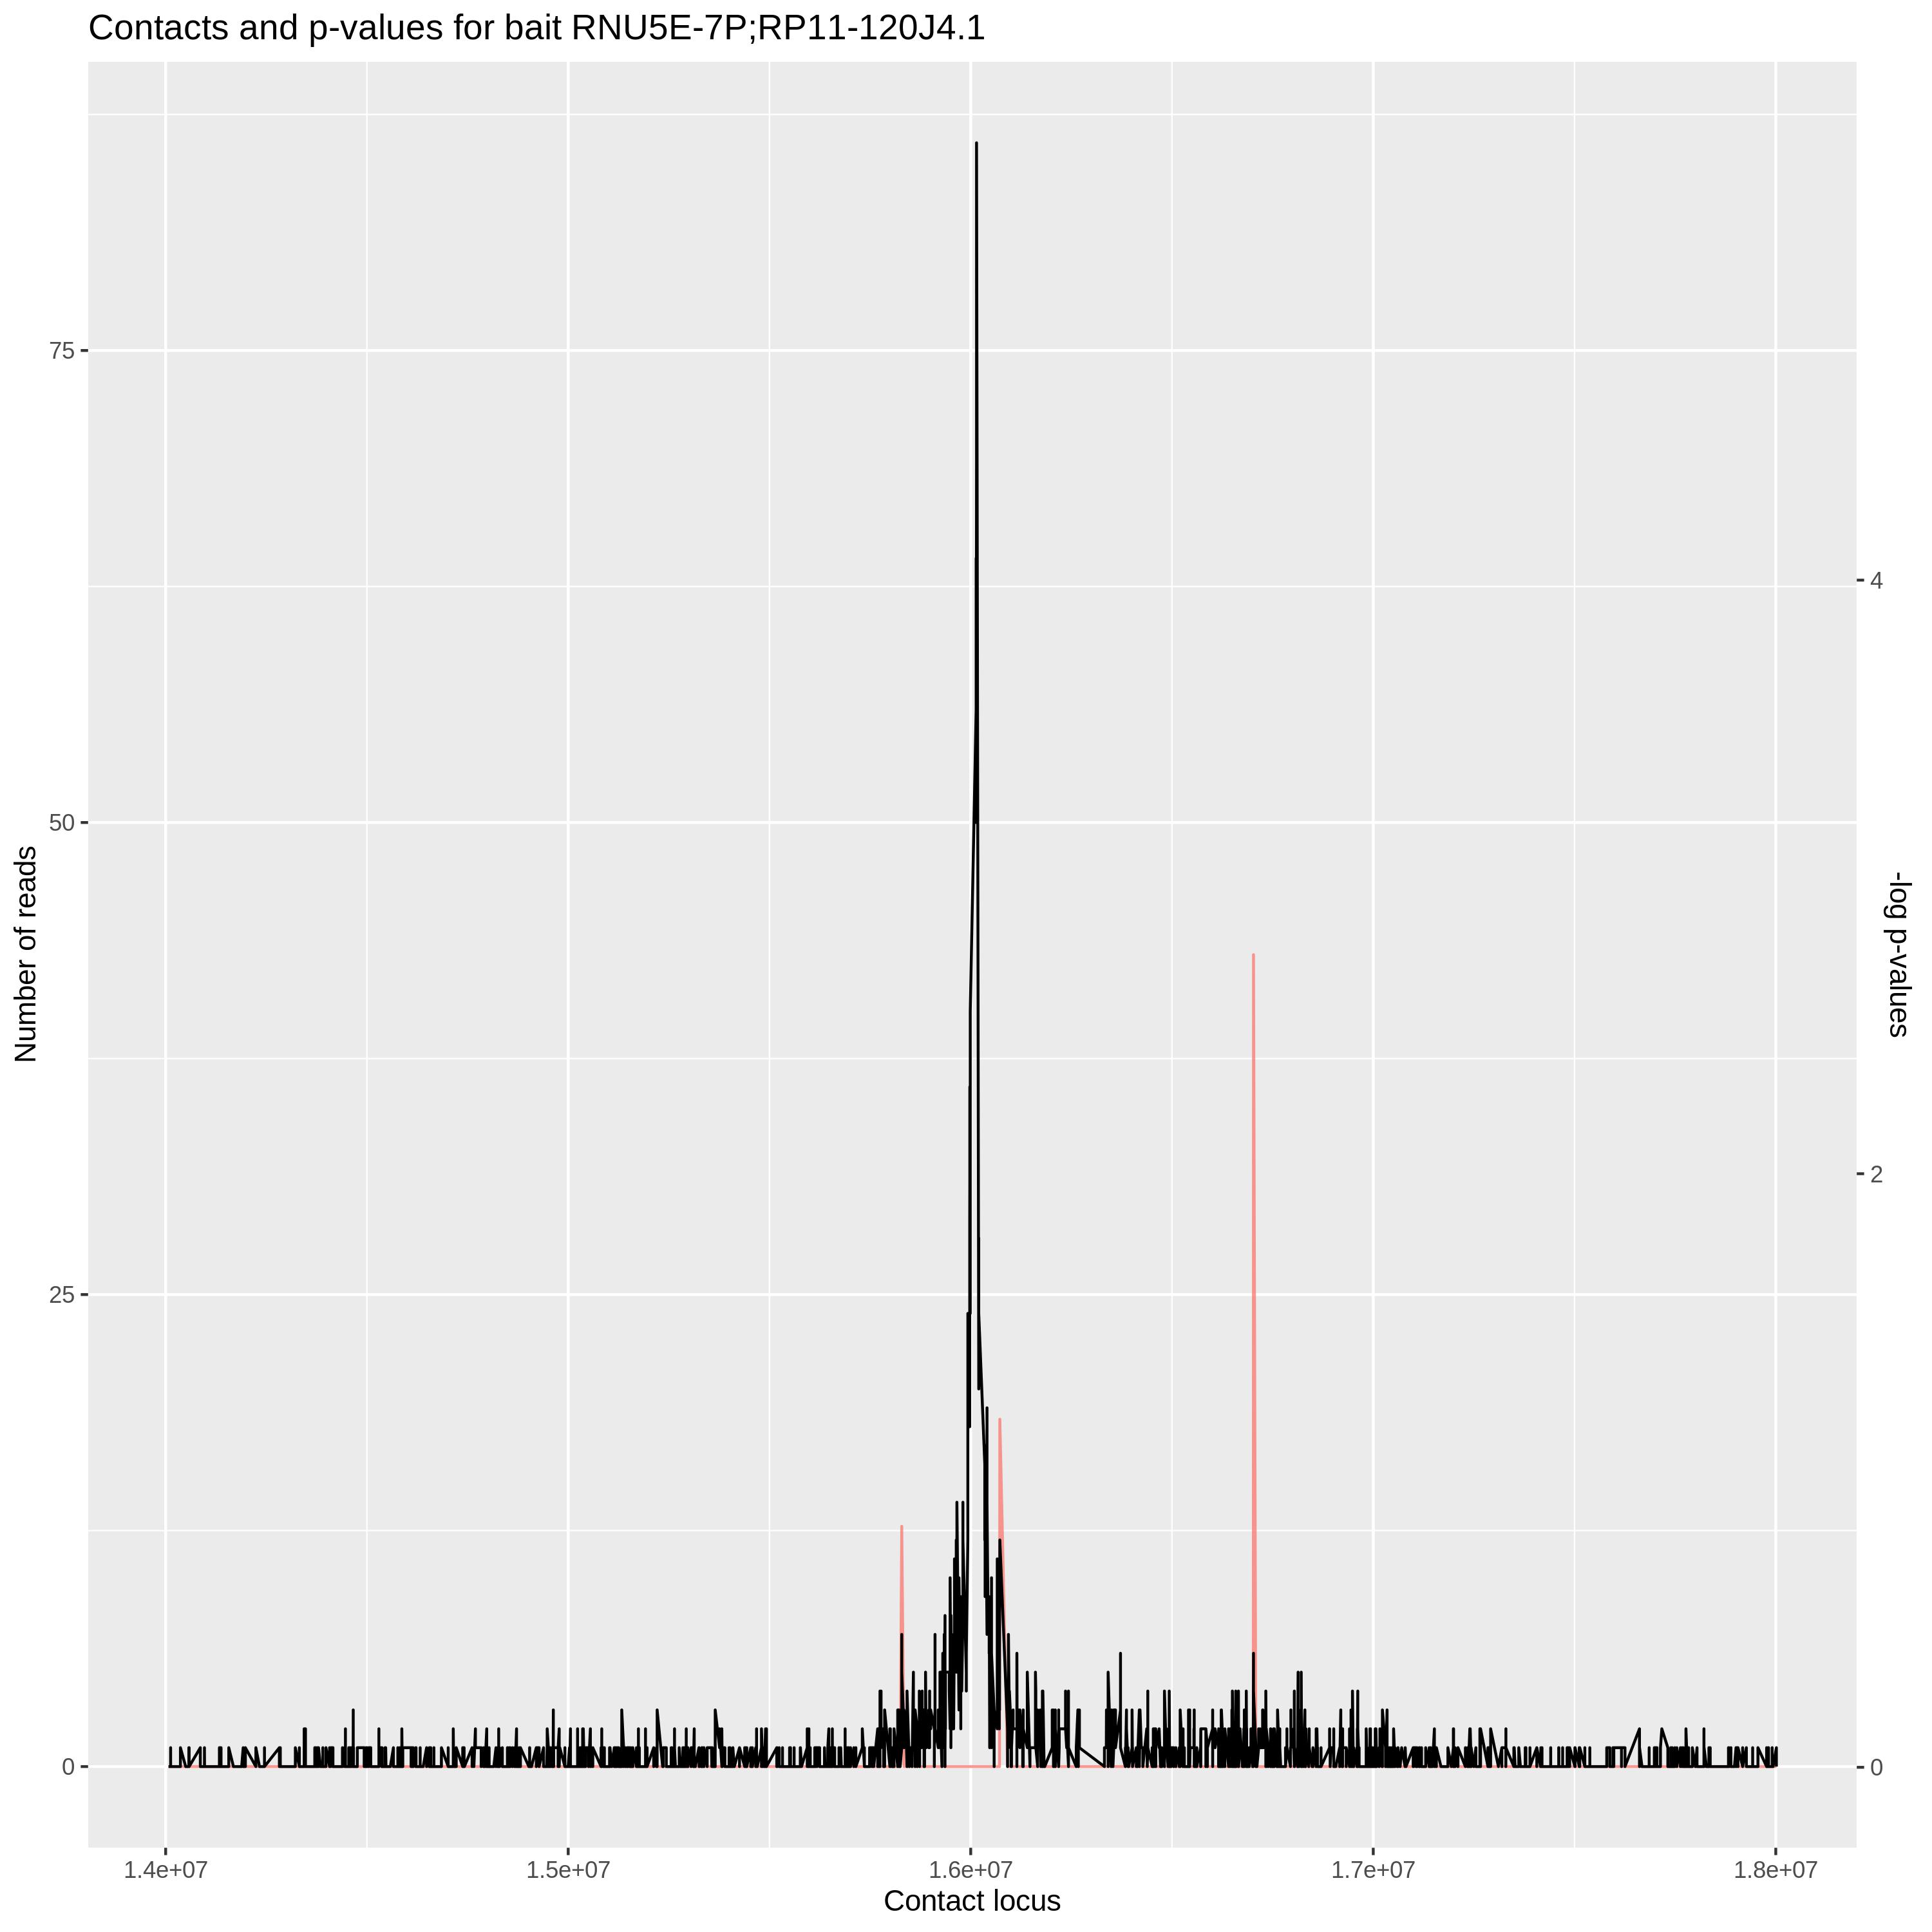 Contacts and p-values for bait RNU5E-7P;RP11-120J4.1
75
50
25
0
Number of reads
4
2
0
-log p-values
1.4e+07 1.5e+07 1.6e+07 1.7e+07 1.8e+07
Contact locus